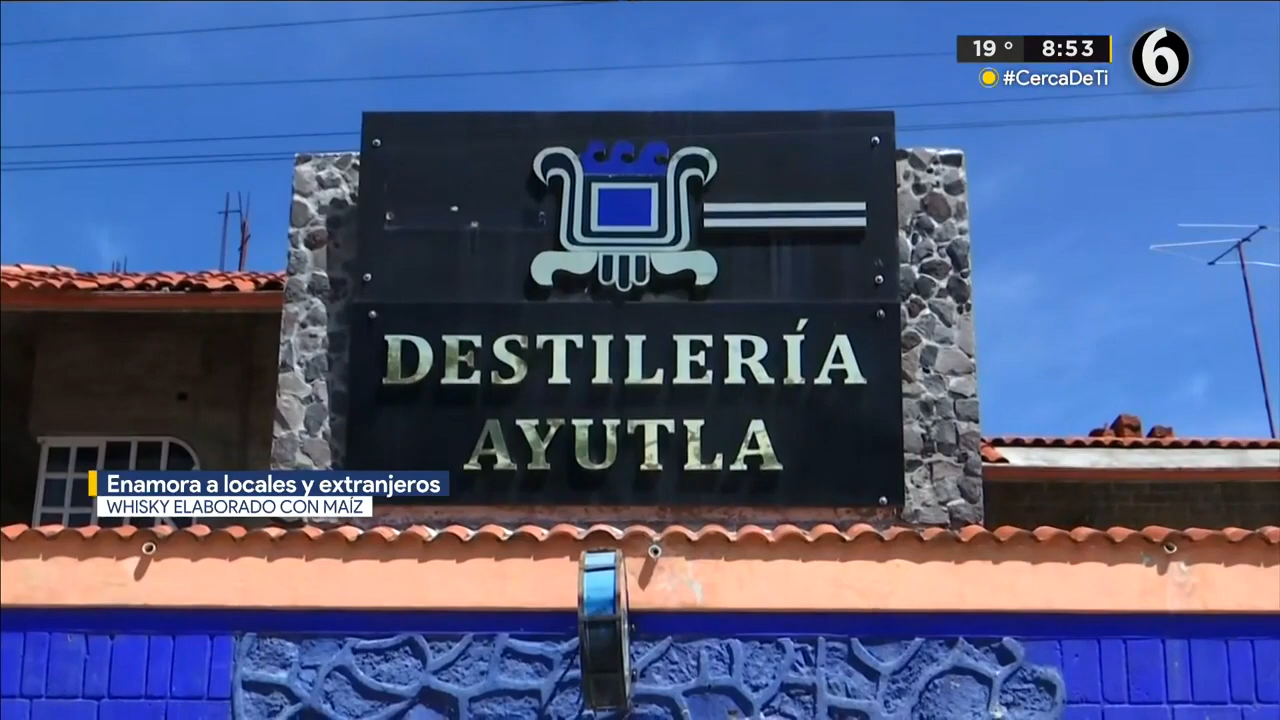 19 ° 8:53 6
#CercaDeTi
DESTILERÍA
AYUTLA
Enamora a locales y extranjeros
WHISKY ELABORADO CON MAÍZ